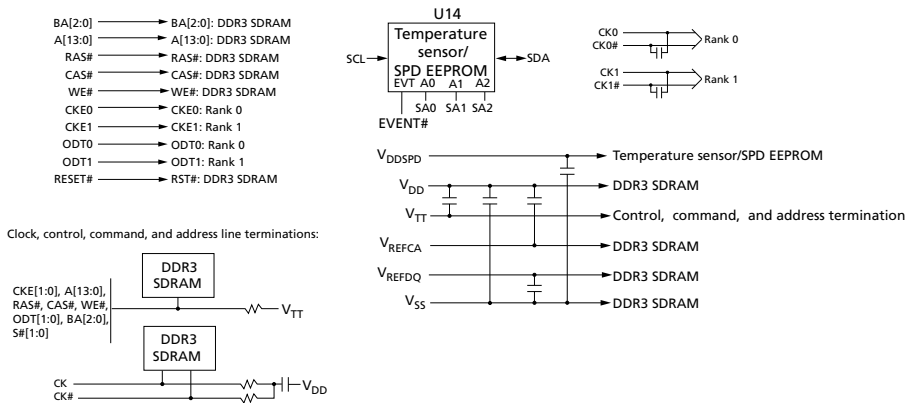 BA[2:0] BA[2:0]: DDR3 SDRAM
A[13:0] A[13:0]: DDR3 SDRAM
RAS# RAS#: DDR3 SDRAM
CAS# CAS#: DDR3 SDRAM
WE# WE#: DDR3 SDRAM
CKE0 CKE0: Rank 0
CKE1 CKE1: Rank 1
ODT0 ODT0: Rank 0
ODT1 ODT1: Rank 1
RESET# RST#: DDR3 SDRAM
U14
Temperature
sensor/
SPD EEPROM
SCL SDA
EVT A0 A1 A2
SA0 SA1 SA2
EVENT#
CK0
CK0#
Rank 0
CK1
CK1#
Rank 1
VDDSPD Temperature sensor/SPD EEPROM
VDD DDR3 SDRAM
VTT Control, command, and address termination
VREFCA DDR3 SDRAM
VREFDQ DDR3 SDRAM
VSS DDR3 SDRAM
Clock, control, command, and address line terminations:
DDR3
SDRAM
CKE[1:0], A[13:0],
RAS#, CAS#, WE#,
ODT[1:0], BA[2:0],
S#[1:0]
VTT
DDR3
SDRAM
CK
CK#
VDD